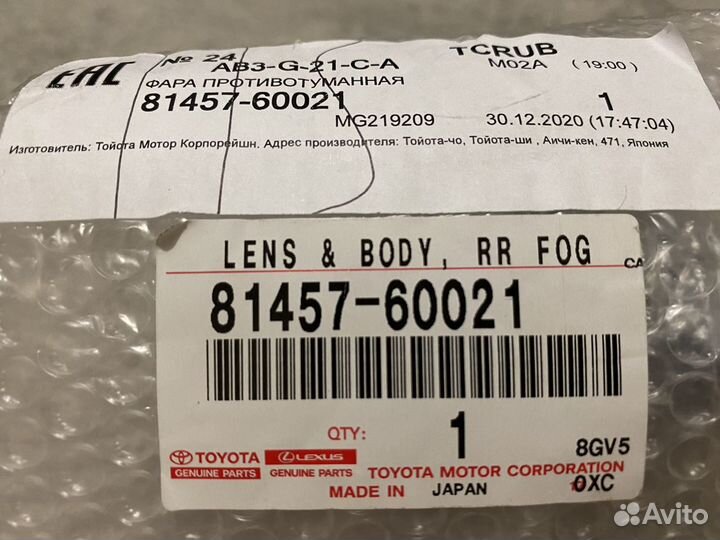 EAC № 24 AB3-G-21-C-A TCRUB
ФАРА ПРОТИВОТУМАННАЯ M02A (19:00)
81457-60021 1
MG219209 30.12.2020 (17:47:04)
Изготовитель: Тойота Мотор Корпорейшн. Адрес производителя: Тойота-чо, Тойота-ши , Аичи-кен, 471, Япония
LENS & BODY, RR FOG CA
81457-60021
QTY: 1 8GV5
TOYOTA LEXUS
GENUINE PARTS GENUINE PARTS TOYOTA MOTOR CORPORATION
MADE IN JAPAN 0XC
Avito